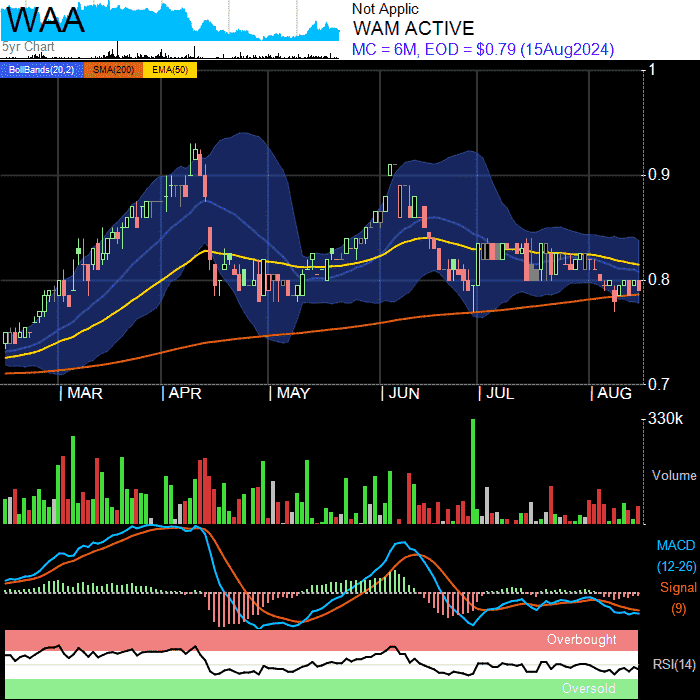 WAA
5yr Chart
Not Applic
WAM ACTIVE
MC = 6M, EOD = $0.79 (15Aug2024)
BollBands(20,2) SMA(200) EMA(50)
1
0.9
0.8
0.7
| MAR | APR | MAY | JUN | JUL | AUG
330k
Volume
MACD
(12-26)
Signal
(9)
Overbought
RSI(14)
Oversold